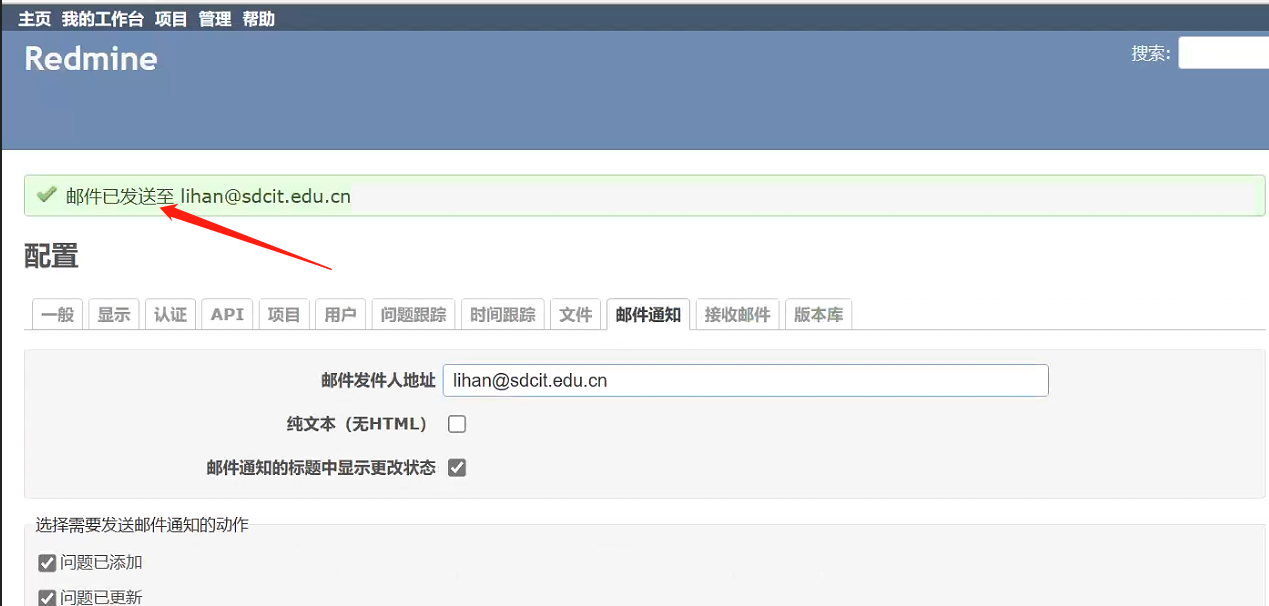 主页 我的工作台 项目 管理 帮助
Redmine
搜索:
邮件已发送至 lihan@sdcit.edu.cn
配置
一般 显示 认证 API 项目 用户 问题跟踪 时间跟踪 文件 邮件通知 接收邮件 版本库
邮件发件人地址 lihan@sdcit.edu.cn
纯文本（无HTML）
邮件通知的标题中显示更改状态
选择需要发送邮件通知的动作
问题已添加
问题已更新